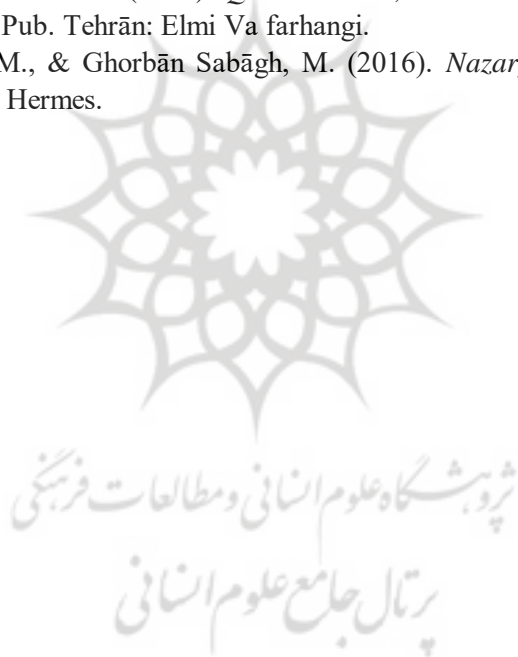 Pub. Tehrān: Elmi Va farhangi.
M., & Ghorbān Sabāgh, M. (2016). Nazar
Hermes.
پژوهشگاه علوم انسانی و مطالعات فرهنگی
پرتال جامع علوم انسانی